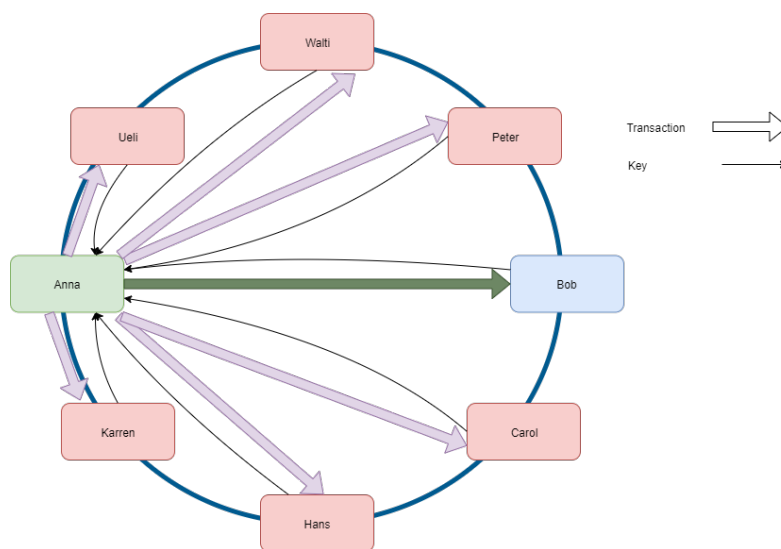 Walti
Ueli
Peter
Transaction
Key
Anna
Bob
Karren
Carol
Hans